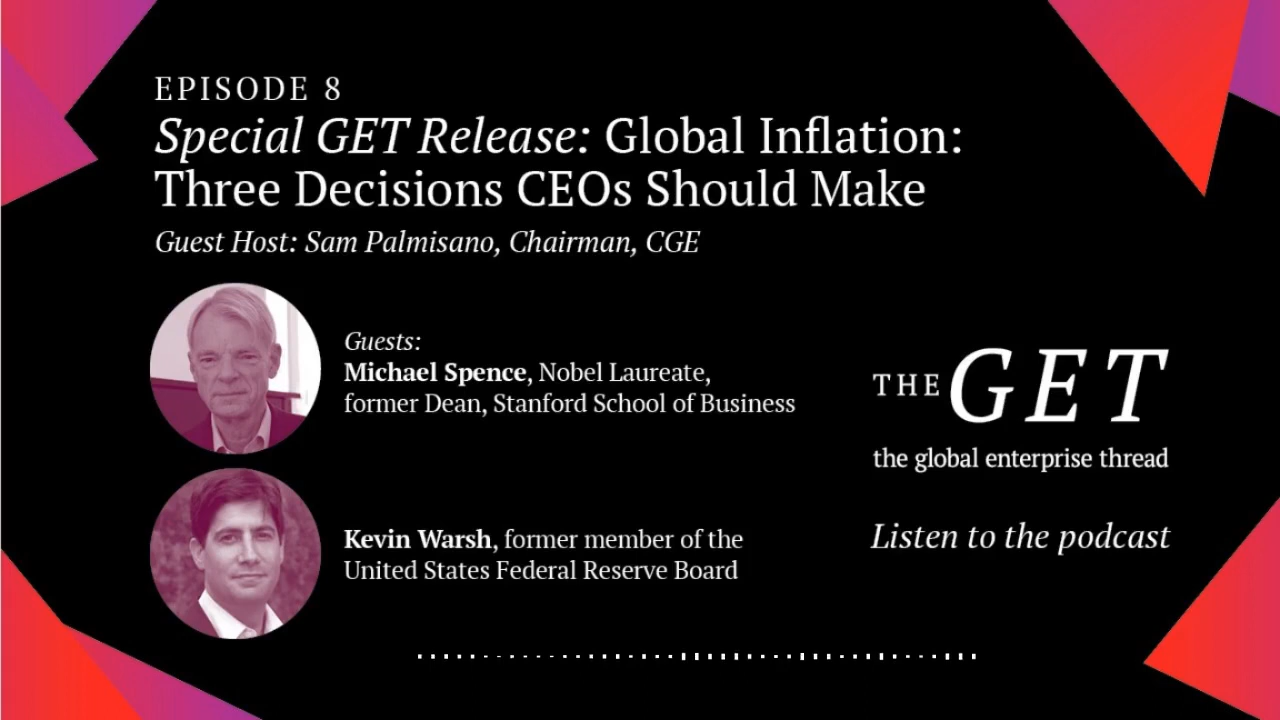 EPISODE 8
Special GET Release: Global Inflation:
Three Decisions CEOs Should Make
Guest Host: Sam Palmisano, Chairman, CGE
Guests:
Michael Spence, Nobel Laureate,
former Dean, Stanford School of Business
Kevin Warsh, former member of the
United States Federal Reserve Board
THE GET
the global enterprise thread
Listen to the podcast